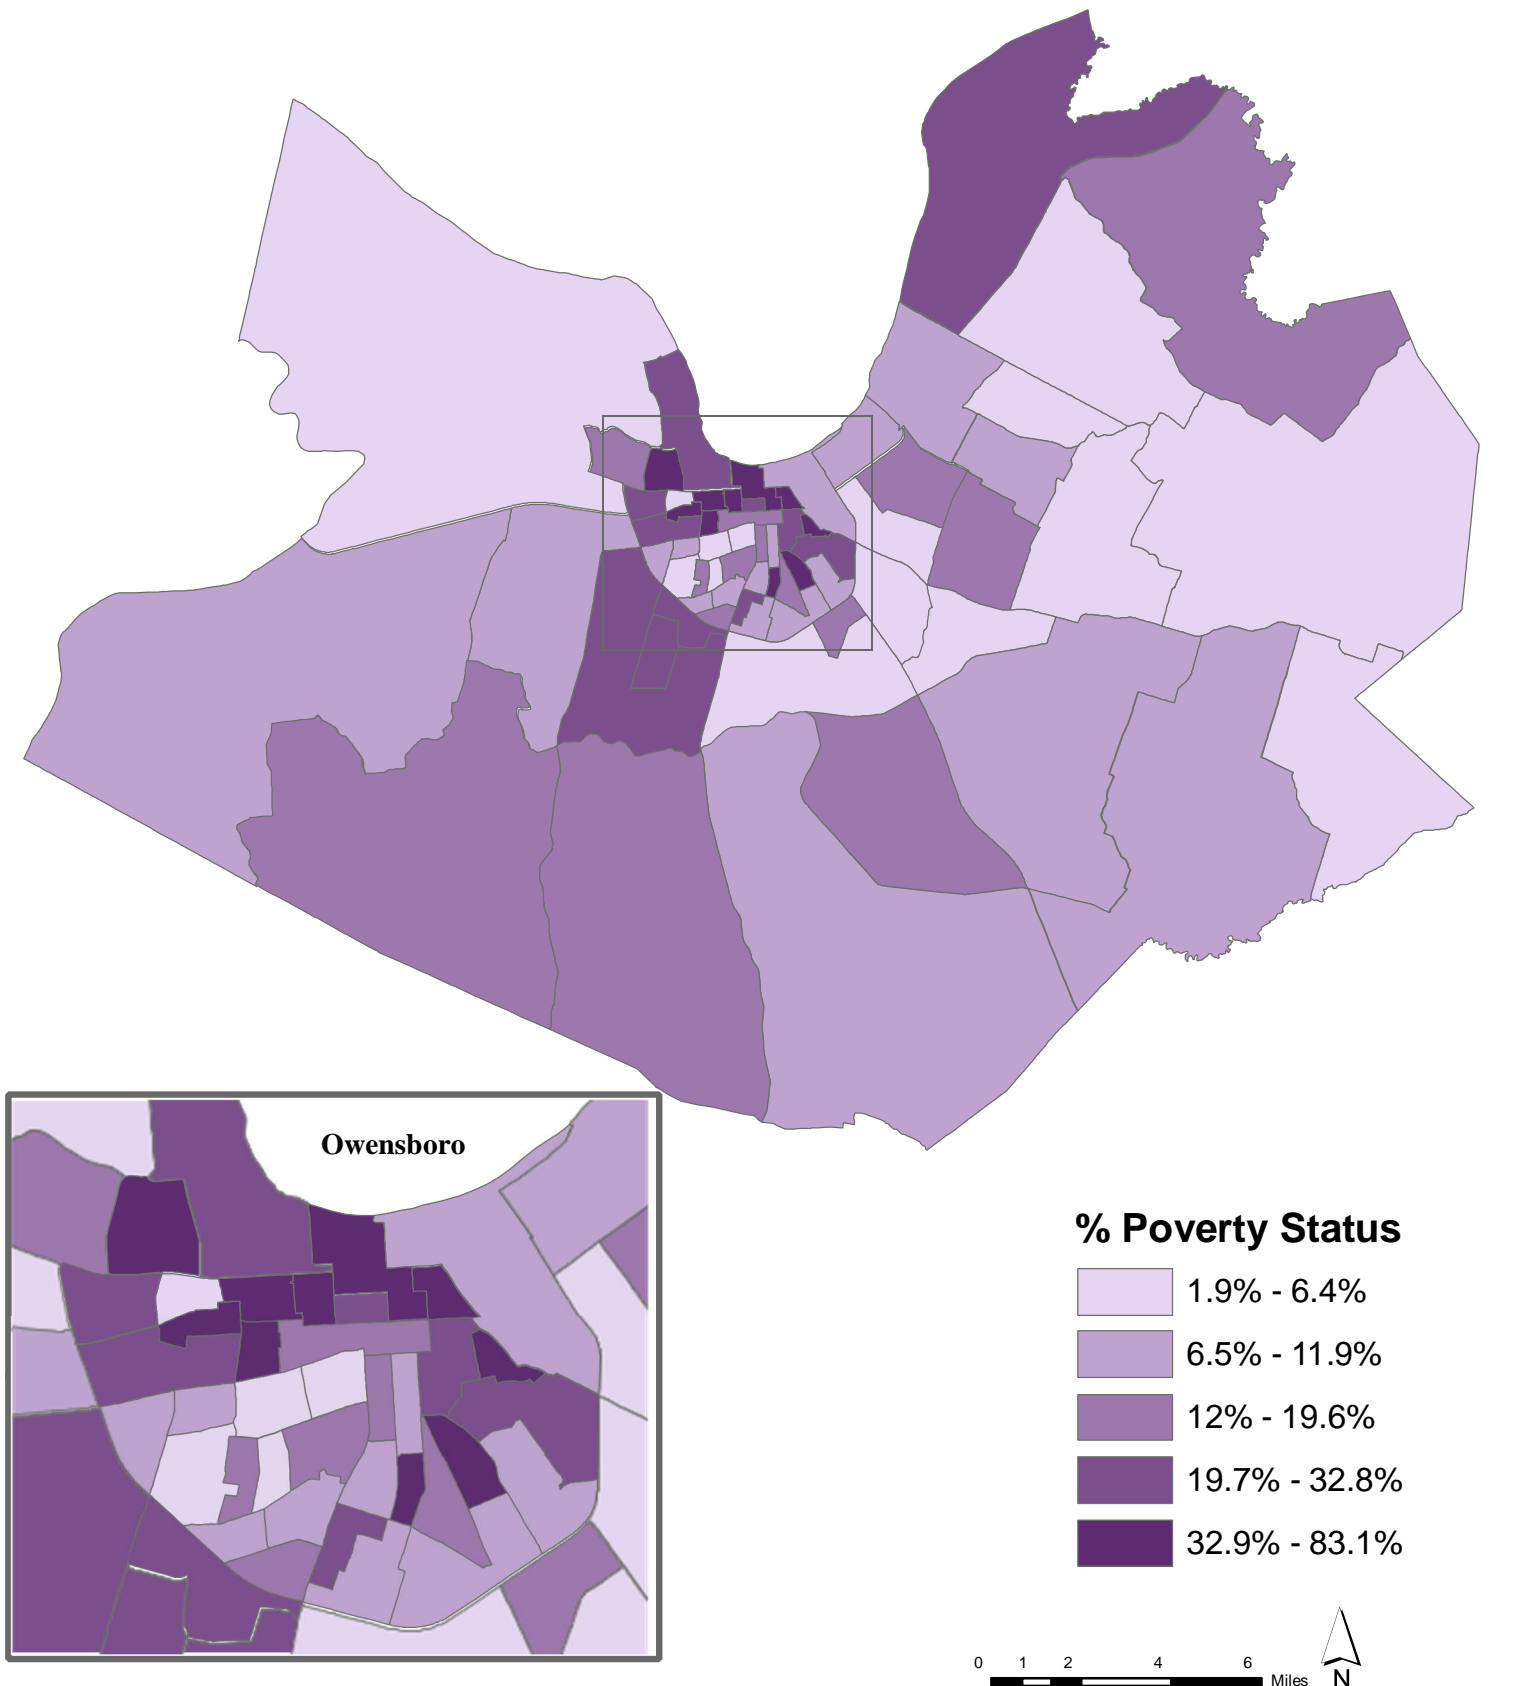 Owensboro
% Poverty Status
1.9% - 6.4%
6.5% - 11.9%
12% - 19.6%
19.7% - 32.8%
32.9% - 83.1%
0 1 2 4 6
Miles
N